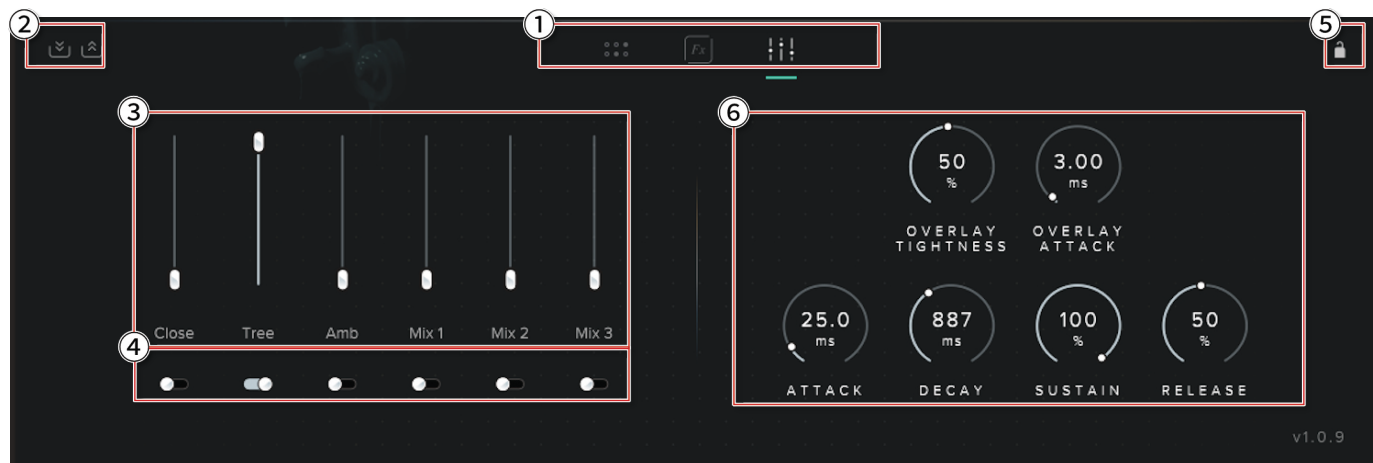 2
1
5
Fx
3
6
50
%
3.00
ms
OVERLAY
TIGHTNESS
OVERLAY
ATTACK
Close
Tree
Amb
Mix 1
Mix 2
Mix 3
4
25.0
ms
887
ms
100
%
50
%
ATTACK
DECAY
SUSTAIN
RELEASE
v1.0.9